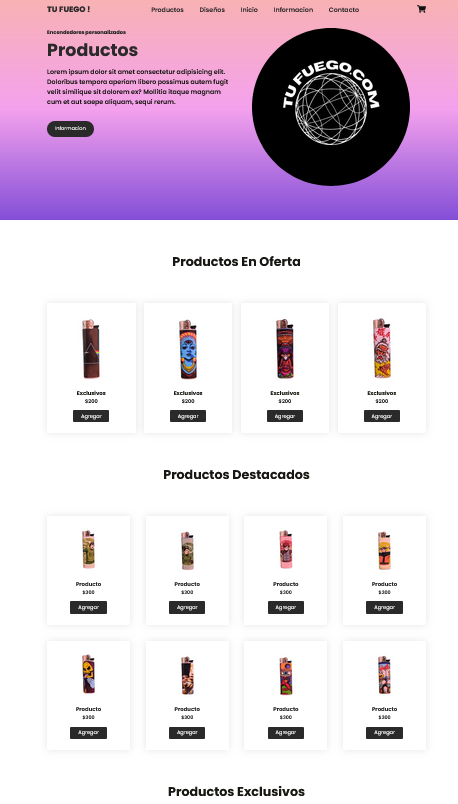 TU FUEGO !
Productos Diseños Inicio Informacion Contacto
Encendedores personalizados
Productos
Lorem ipsum dolor sit amet consectetur adipisicing elit.
Doloribus tempora aperiam libero possimus autem fugit
velit similique sit dolorem ex? Mollitia itaque magnam
cum et aut saepe aliquam, sequi rerum.
Informacion
TU FUEGO.COM
Productos En Oferta
Exclusivos Exclusivos Exclusivos Exclusivos
$200 $200 $200 $200
Agregar Agregar Agregar Agregar
Productos Destacados
Producto Producto Producto Producto
$300 $300 $300 $300
Agregar Agregar Agregar Agregar
Producto Producto Producto Producto
$300 $300 $300 $300
Agregar Agregar Agregar Agregar
Productos Exclusivos